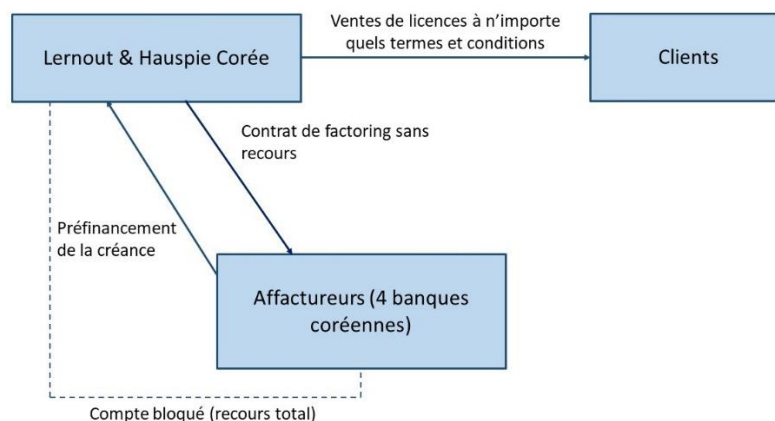 Ventes de licences à n’importe
quels termes et conditions
Lernout & Hauspie Corée
Clients
Contrat de factoring sans
recours
Préfinancement
de la créance
Affactureurs (4 banques
coréennes)
Compte bloqué (recours total)